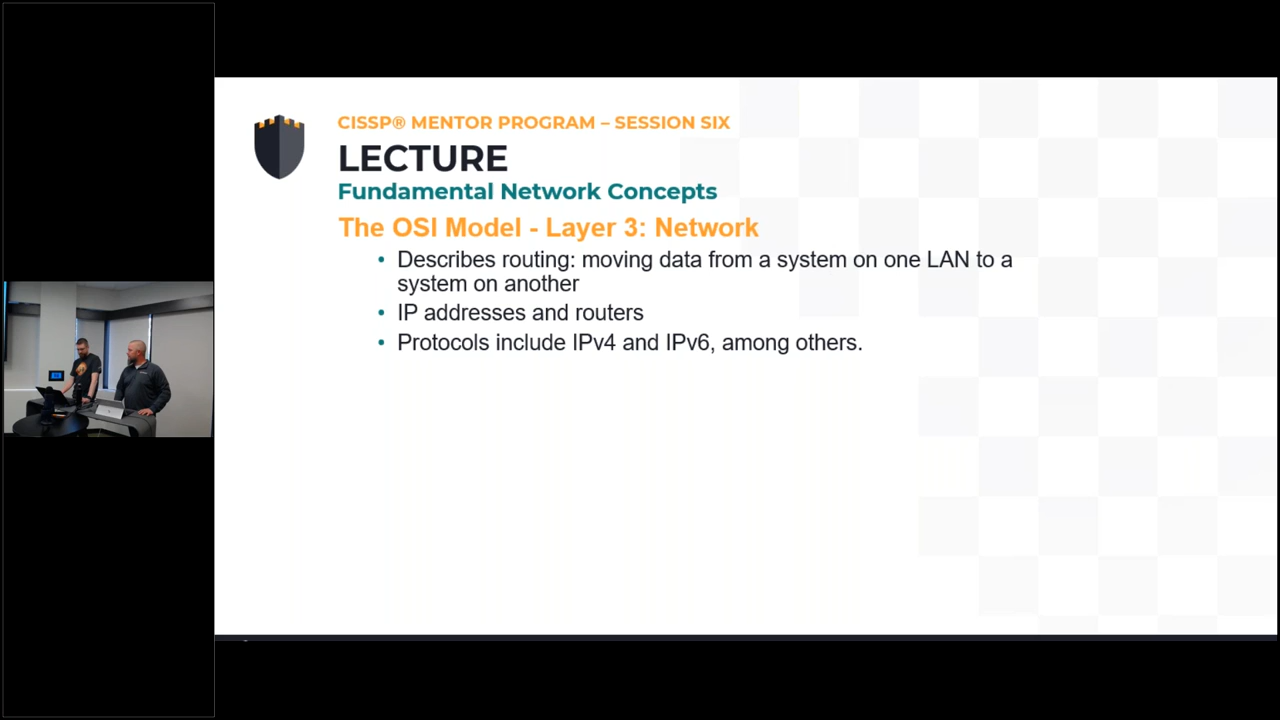 CISSP® MENTOR PROGRAM – SESSION SIX
LECTURE
Fundamental Network Concepts
The OSI Model - Layer 3: Network
• Describes routing: moving data from a system on one LAN to a
system on another
• IP addresses and routers
• Protocols include IPv4 and IPv6, among others.